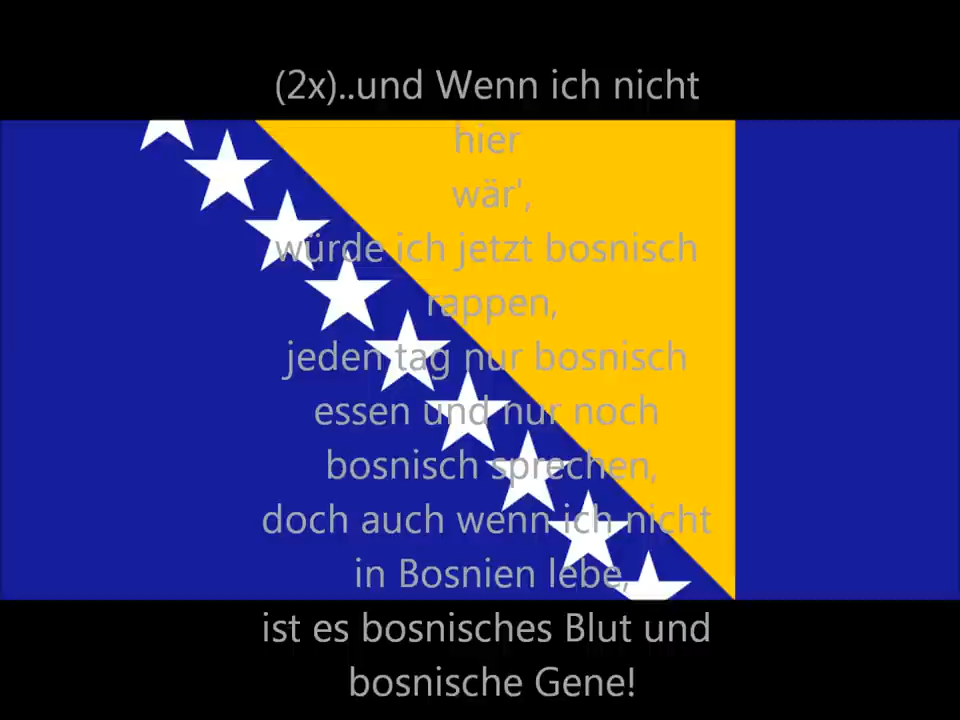 (2x)..und Wenn ich nicht
hier
wär',
würde ich jetzt bosnisch
rappen,
jeden tag nur bosnisch
essen und nur noch
bosnisch sprechen,
doch auch wenn ich nicht
in Bosnien lebe,
ist es bosnisches Blut und
bosnische Gene!